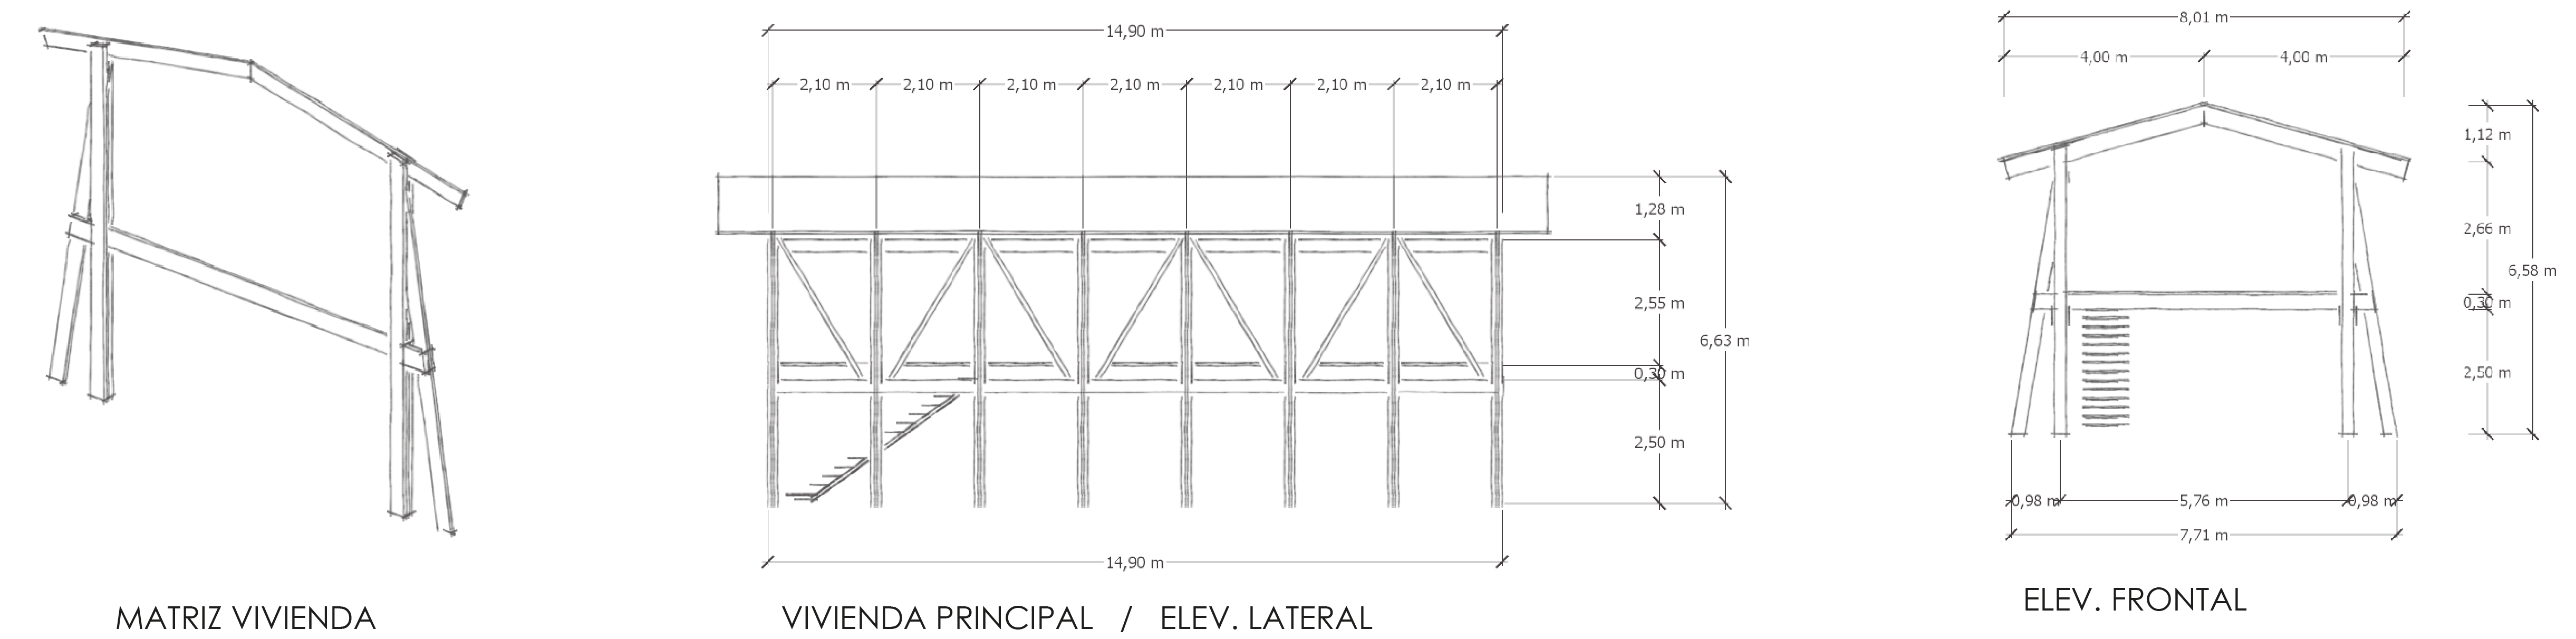 14,90 m
2,10 m 2,10 m 2,10 m 2,10 m 2,10 m 2,10 m 2,10 m
1,28 m
2,55 m
6,63 m
0,30 m
2,50 m
14,90 m
8,01 m
4,00 m 4,00 m
1,12 m
2,66 m
6,58 m
0,30 m
2,50 m
0,98 m 5,76 m 0,98 m
7,71 m
MATRIZ VIVIENDA
VIVIENDA PRINCIPAL / ELEV. LATERAL
ELEV. FRONTAL